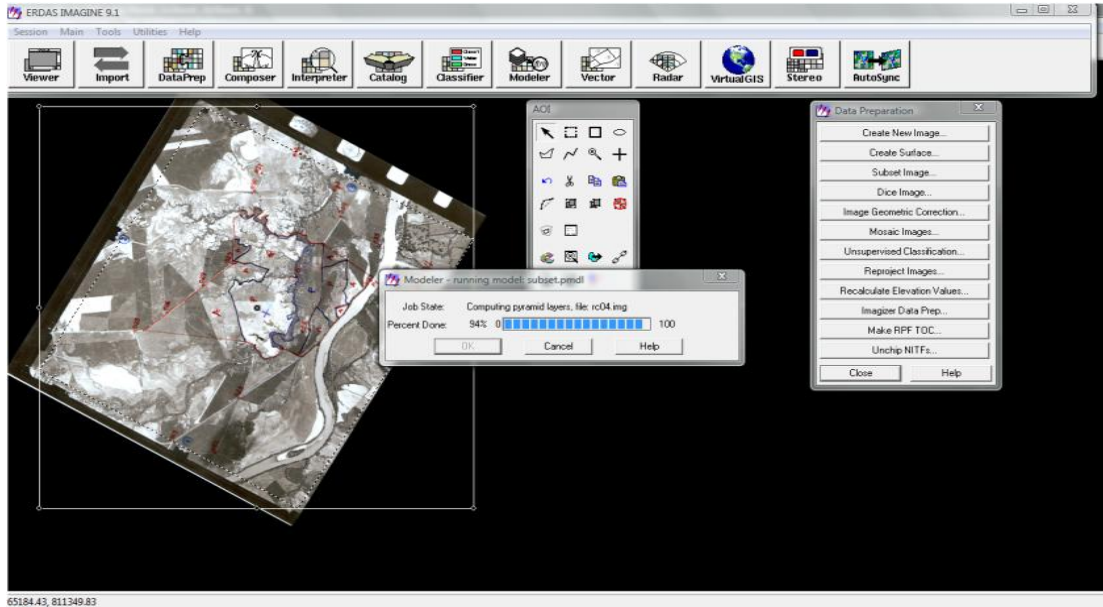 ERDAS IMAGINE 9.1
Session Main Tools Utilities Help
Viewer Import DataPrep Composer Interpreter Catalog Classifier Modeler Vector Radar VirtualGIS Stereo AutoSync
AOI
Data Preparation
Create New Image...
Create Surface...
Subset Image...
Dice Image...
Image Geometric Correction...
Mosaic Images...
Unsupervised Classification...
Reproject Images...
Recalculate Elevation Values...
Imagizer Data Prep...
Make RPF TOC...
Unchip NITFs...
Close Help
Modeler - running model: subset.pmdl
Job State: Computing pyramid layers, file: rc04.img
Percent Done: 94% 0 100
OK Cancel Help
65184.43, 811349.83